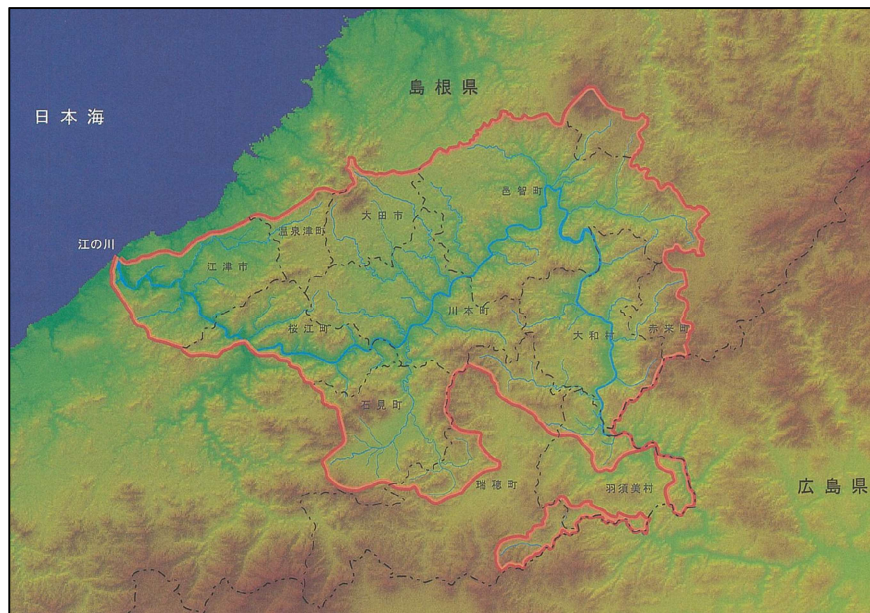 島根県
日本海
邑智町
大田市
温泉津町
江の川
江津市
川本町
桜江町
大和村
赤来町
石見町
瑞穂町
羽須美村
広島県